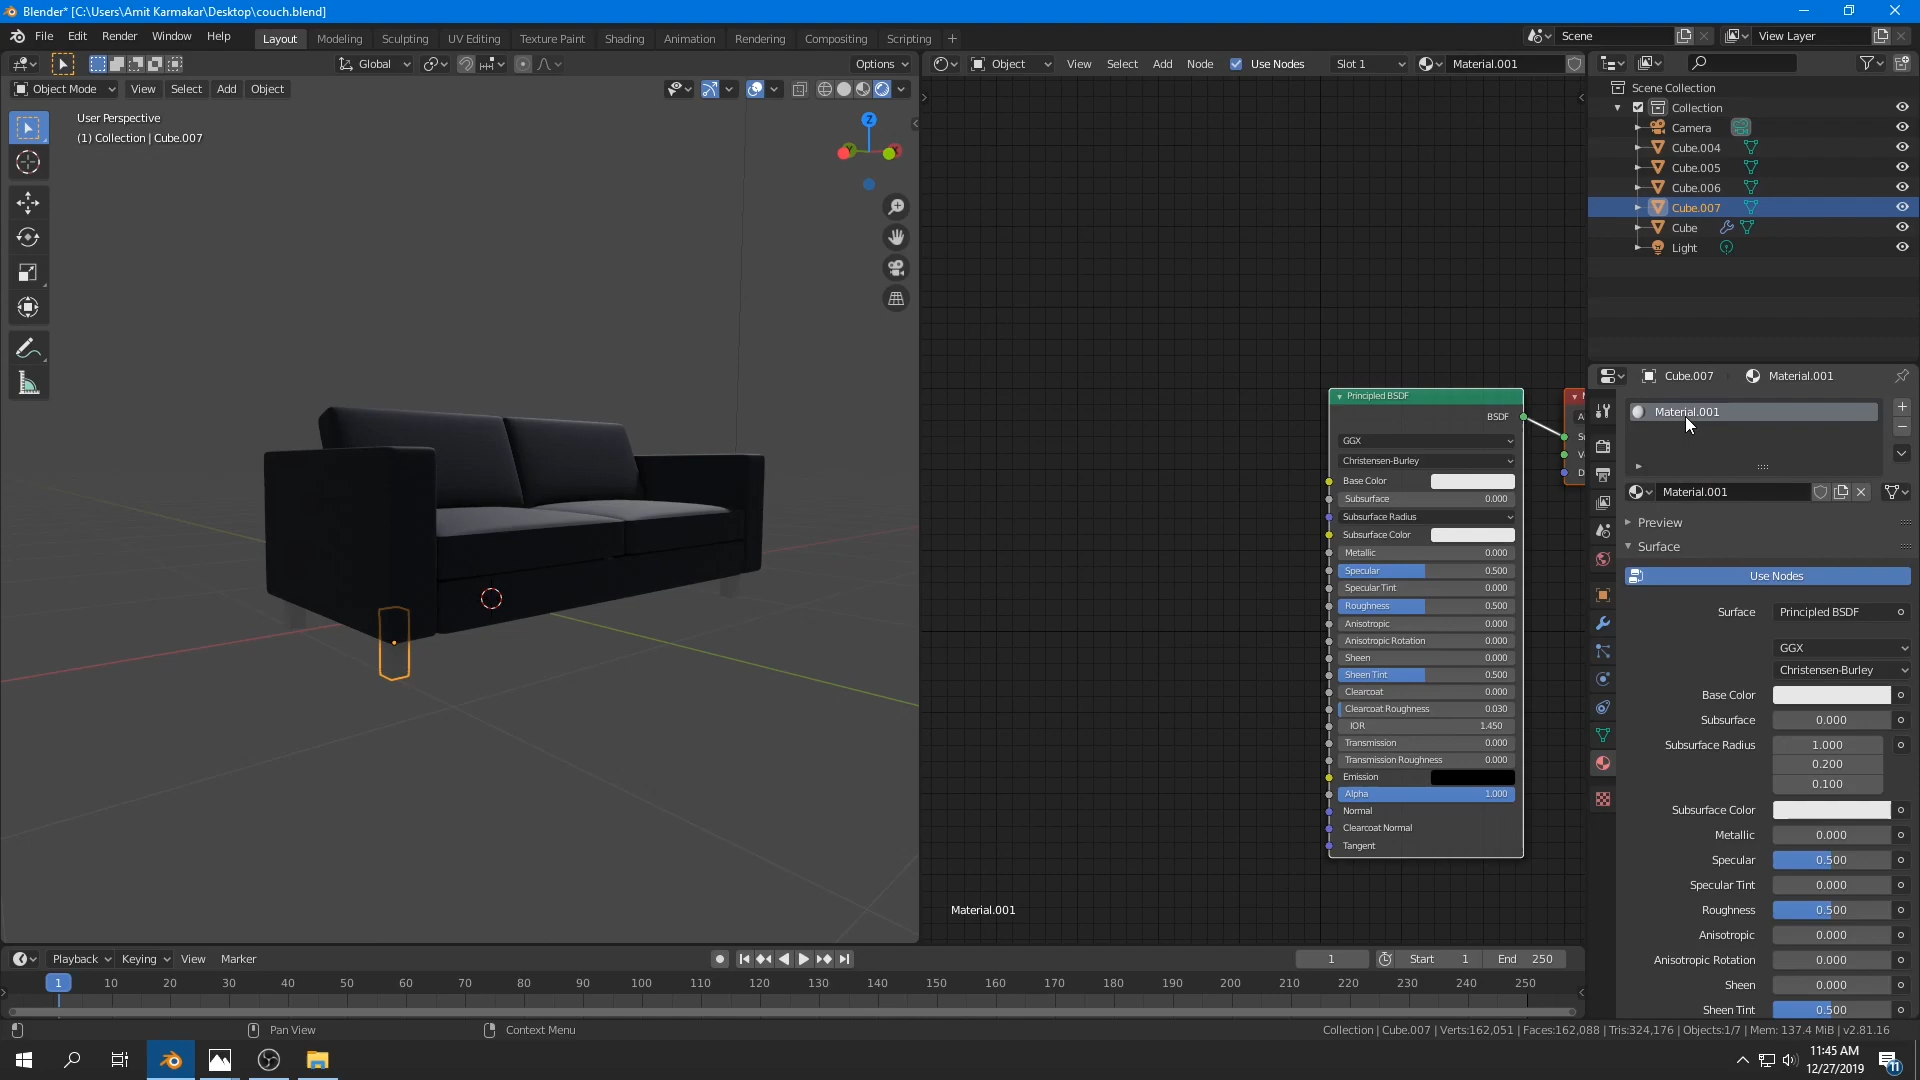 Blender* [C:\Users\Amit Karmakar\Desktop\couch.blend]
File Edit Render Window Help Layout Modeling Sculpting UV Editing Texture Paint Shading Animation Rendering Compositing Scripting Scene View Layer
Global Options
Object Mode View Select Add Object
User Perspective
(1) Collection | Cube.007
Z
Object View Select Add Node Use Nodes Slot 1 Material.001
Principled BSDF
BSDF
GGX
Christensen-Burley
Base Color
Subsurface 0.000
Subsurface Radius
Subsurface Color
Metallic 0.000
Specular 0.500
Specular Tint 0.000
Roughness 0.500
Anisotropic 0.000
Anisotropic Rotation 0.000
Sheen 0.000
Sheen Tint 0.500
Clearcoat 0.000
Clearcoat Roughness 0.030
IOR 1.450
Transmission 0.000
Transmission Roughness 0.000
Emission
Alpha 1.000
Normal
Clearcoat Normal
Tangent
Material.001
Scene Collection
Collection
Camera
Cube.004
Cube.005
Cube.006
Cube.007
Cube
Light
Cube.007 Material.001
Material.001
Material.001
Preview
Surface
Use Nodes
Surface Principled BSDF
GGX
Christensen-Burley
Base Color
Subsurface 0.000
Subsurface Radius 1.000
0.200
0.100
Subsurface Color
Metallic 0.000
Specular 0.500
Specular Tint 0.000
Roughness 0.500
Anisotropic 0.000
Anisotropic Rotation 0.000
Sheen 0.000
Sheen Tint 0.500
Playback Keying View Marker 1 Start 1 End 250
1 10 20 30 40 50 60 70 80 90 100 110 120 130 140 150 160 170 180 190 200 210 220 230 240 250
Pan View Context Menu Collection | Cube.007 | Verts:162,051 | Faces:162,088 | Tris:324,176 | Objects:1/7 | Mem: 137.4 MiB | v2.81.16
11:45 AM
12/27/2019
11